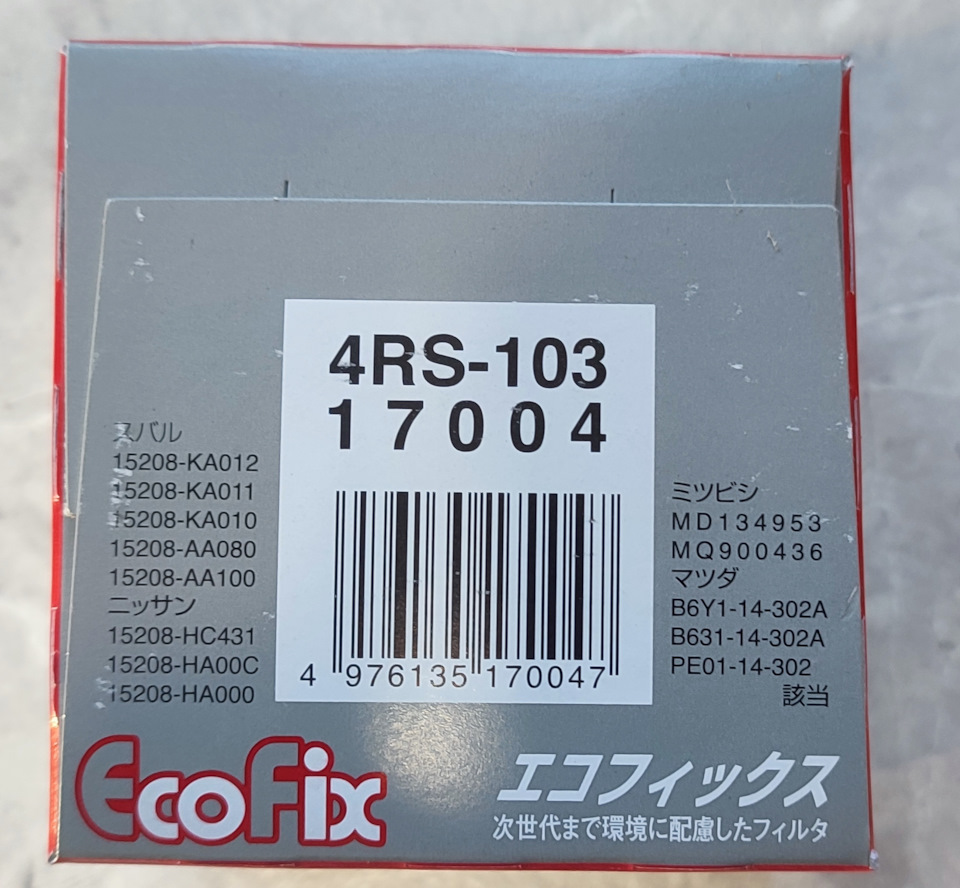 4RS-103
17004
スバル
15208-KA012
15208-KA011
15208-KA010
15208-AA080
15208-AA100
ニッサン
15208-HC431
15208-HA00C
15208-HA000
4 976135 170047
ミツビシ
MD134953
MQ900436
マツダ
B6Y1-14-302A
B631-14-302A
PE01-14-302
該当
EcoFix
エコフィックス
次世代まで環境に配慮したフィルタ